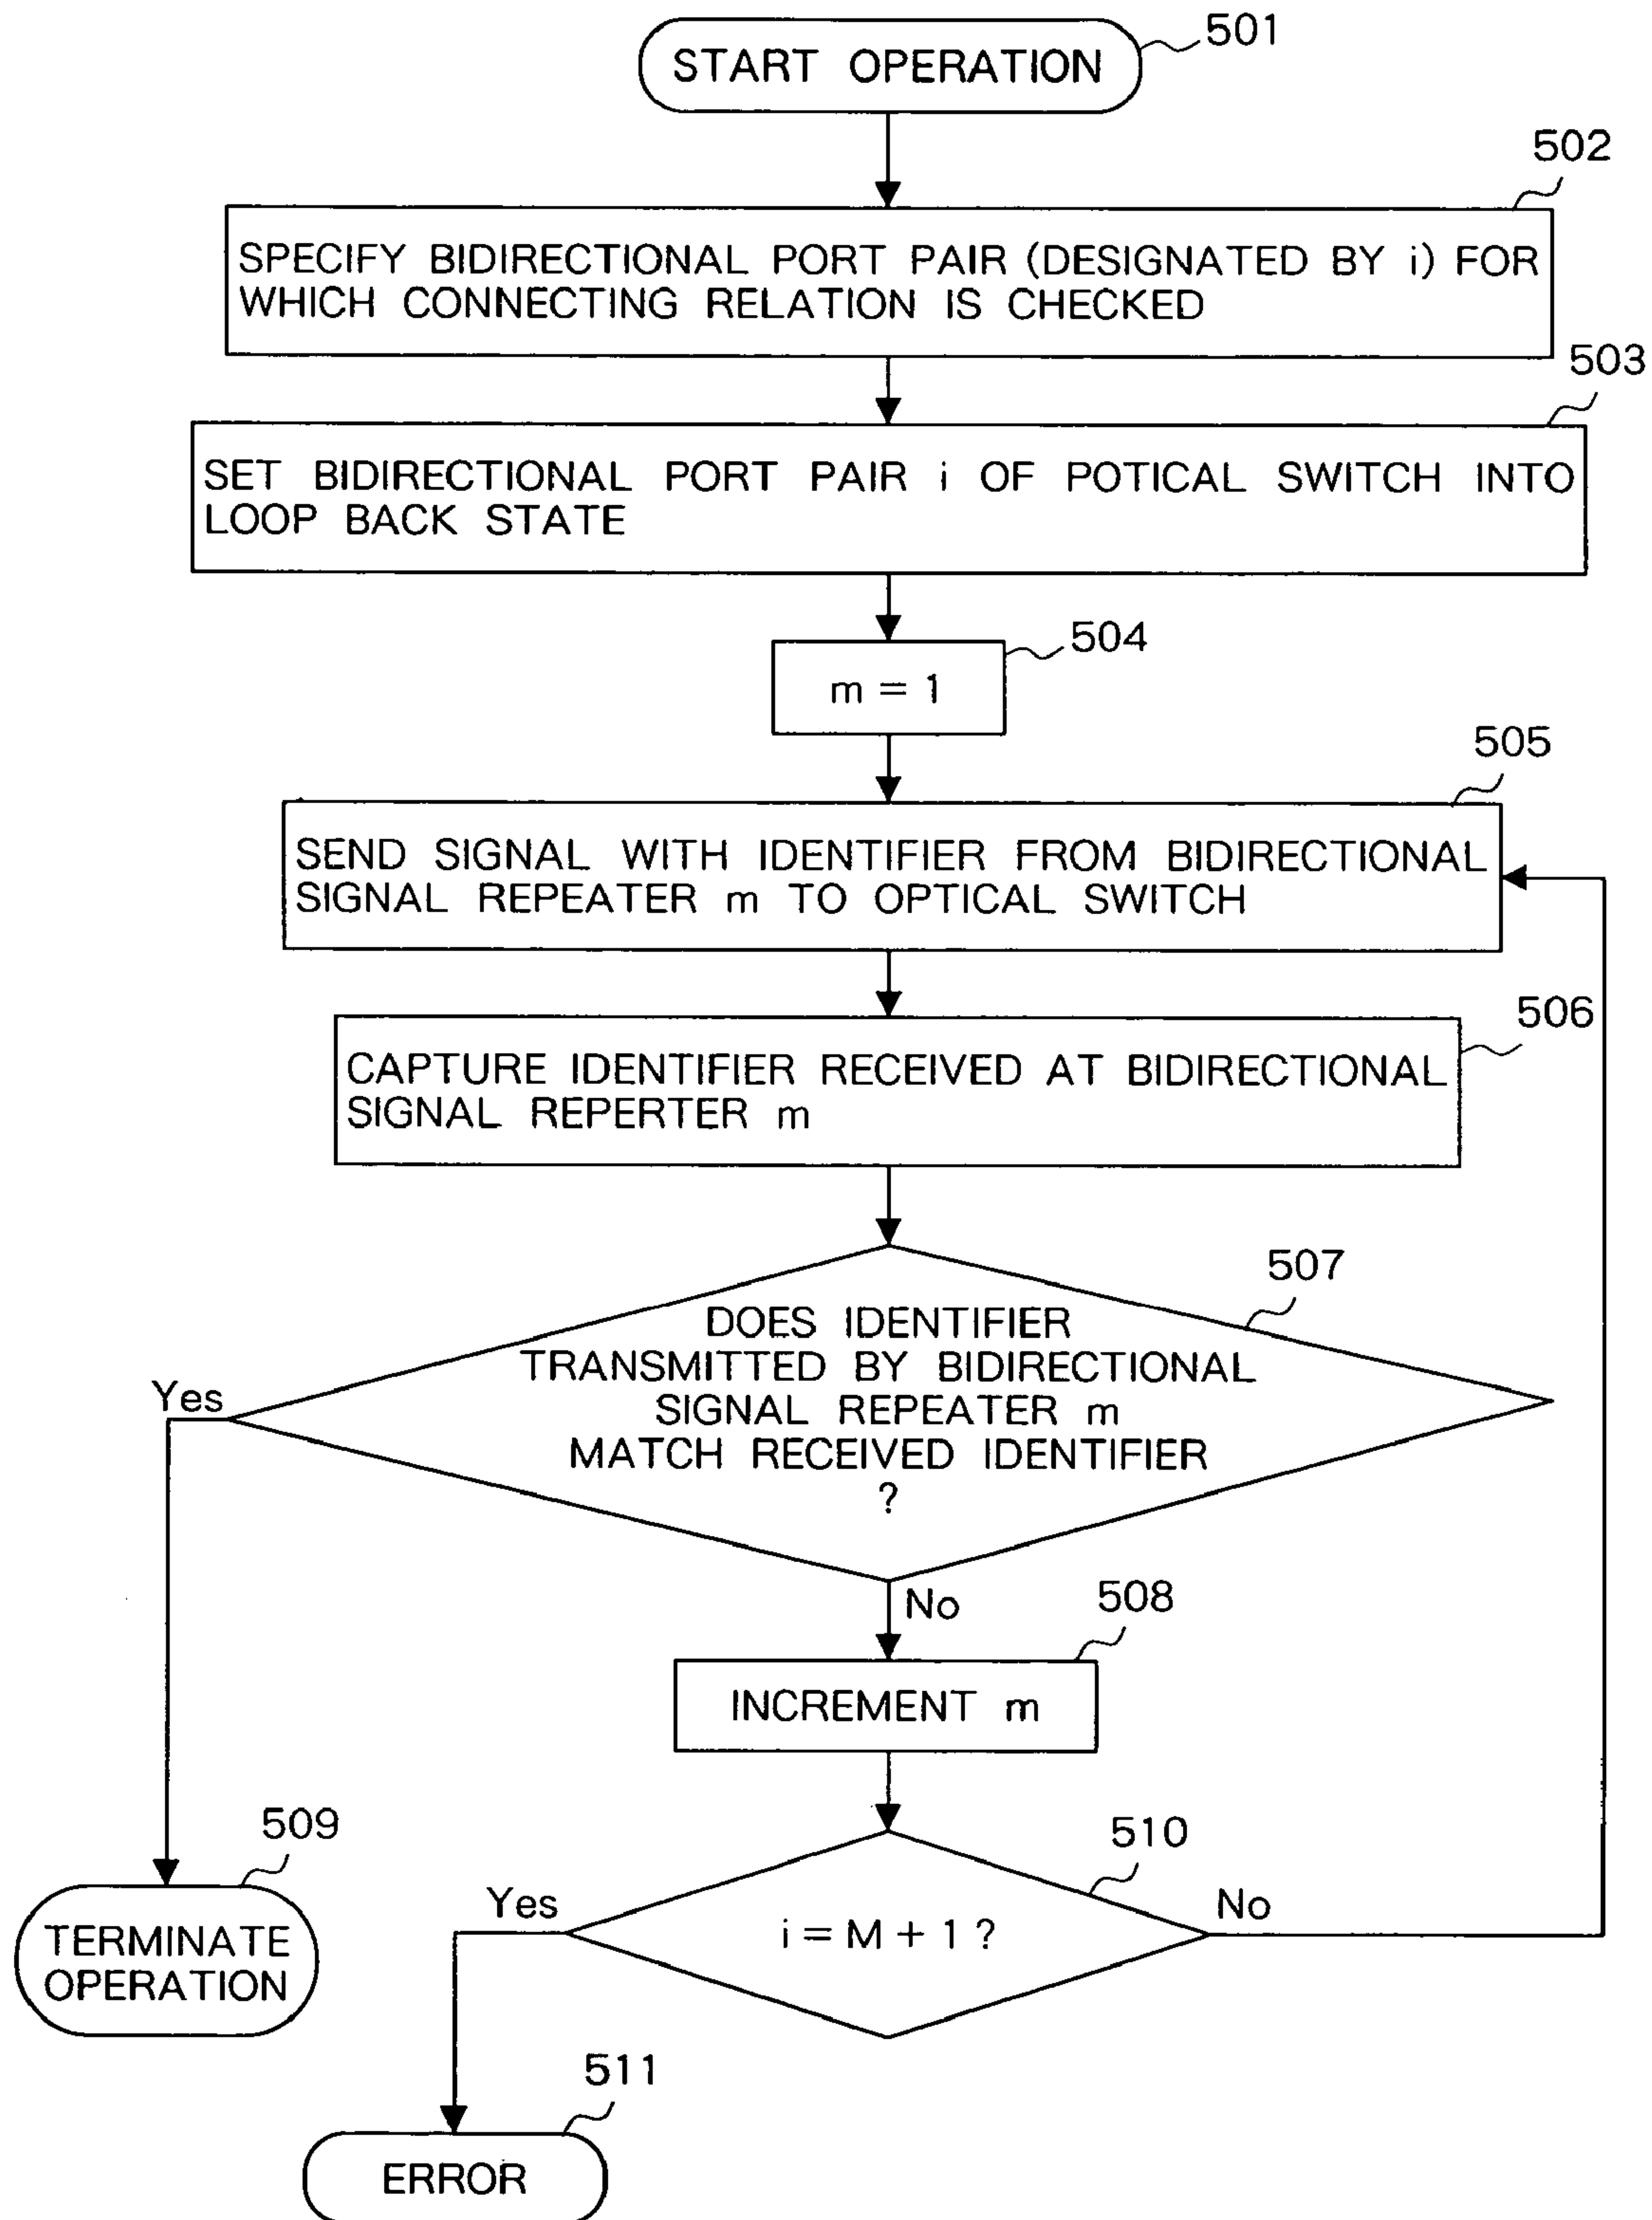 501
START OPERATION
502
SPECIFY BIDIRECTIONAL PORT PAIR (DESIGNATED BY i) FOR
WHICH CONNECTING RELATION IS CHECKED
503
SET BIDIRECTIONAL PORT PAIR i OF POTICAL SWITCH INTO
LOOP BACK STATE
504
m = 1
505
SEND SIGNAL WITH IDENTIFIER FROM BIDIRECTIONAL
SIGNAL REPEATER m TO OPTICAL SWITCH
506
CAPTURE IDENTIFIER RECEIVED AT BIDIRECTIONAL
SIGNAL REPERTER m
507
DOES IDENTIFIER
TRANSMITTED BY BIDIRECTIONAL
SIGNAL REPEATER m
MATCH RECEIVED IDENTIFIER
?
Yes
No
508
INCREMENT m
509
TERMINATE
OPERATION
510
i = M + 1 ?
Yes
No
511
ERROR